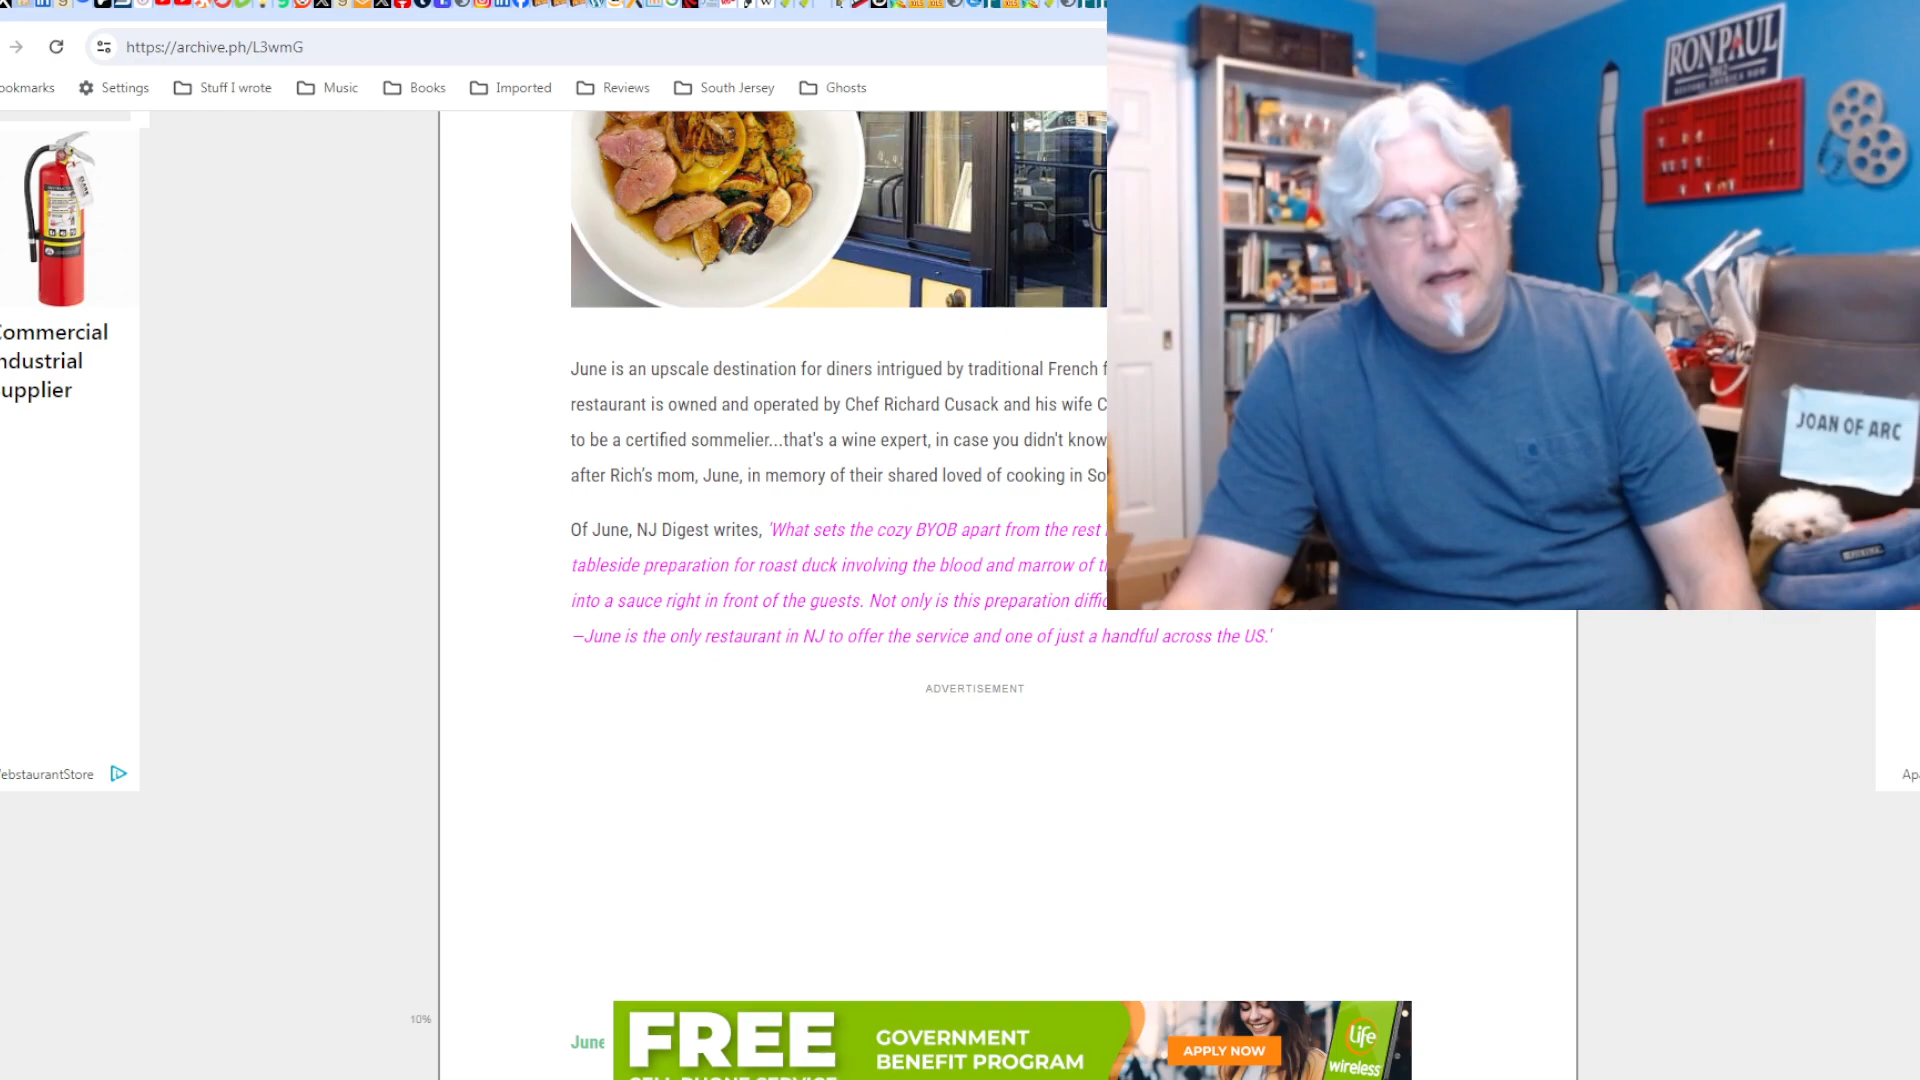 https://archive.ph/L3wmG
ookmarks
Settings
Stuff I wrote
Music
Books
Imported
Reviews
South Jersey
Ghosts
RON PAUL
JOAN OF ARC
Commercial
ndustrial
upplier
ebstaurantStore
June is an upscale destination for diners intrigued by traditional French f
restaurant is owned and operated by Chef Richard Cusack and his wife C
to be a certified sommelier...that's a wine expert, in case you didn't know
after Rich's mom, June, in memory of their shared loved of cooking in So
Of June, NJ Digest writes, 'What sets the cozy BYOB apart from the rest
tableside preparation for roast duck involving the blood and marrow of t
into a sauce right in front of the guests. Not only is this preparation diffic
—June is the only restaurant in NJ to offer the service and one of just a handful across the US.'
ADVERTISEMENT
Ap
10%
June
FREE
GOVERNMENT
BENEFIT PROGRAM
CELL PHONE SERVICE
APPLY NOW
life
wireless